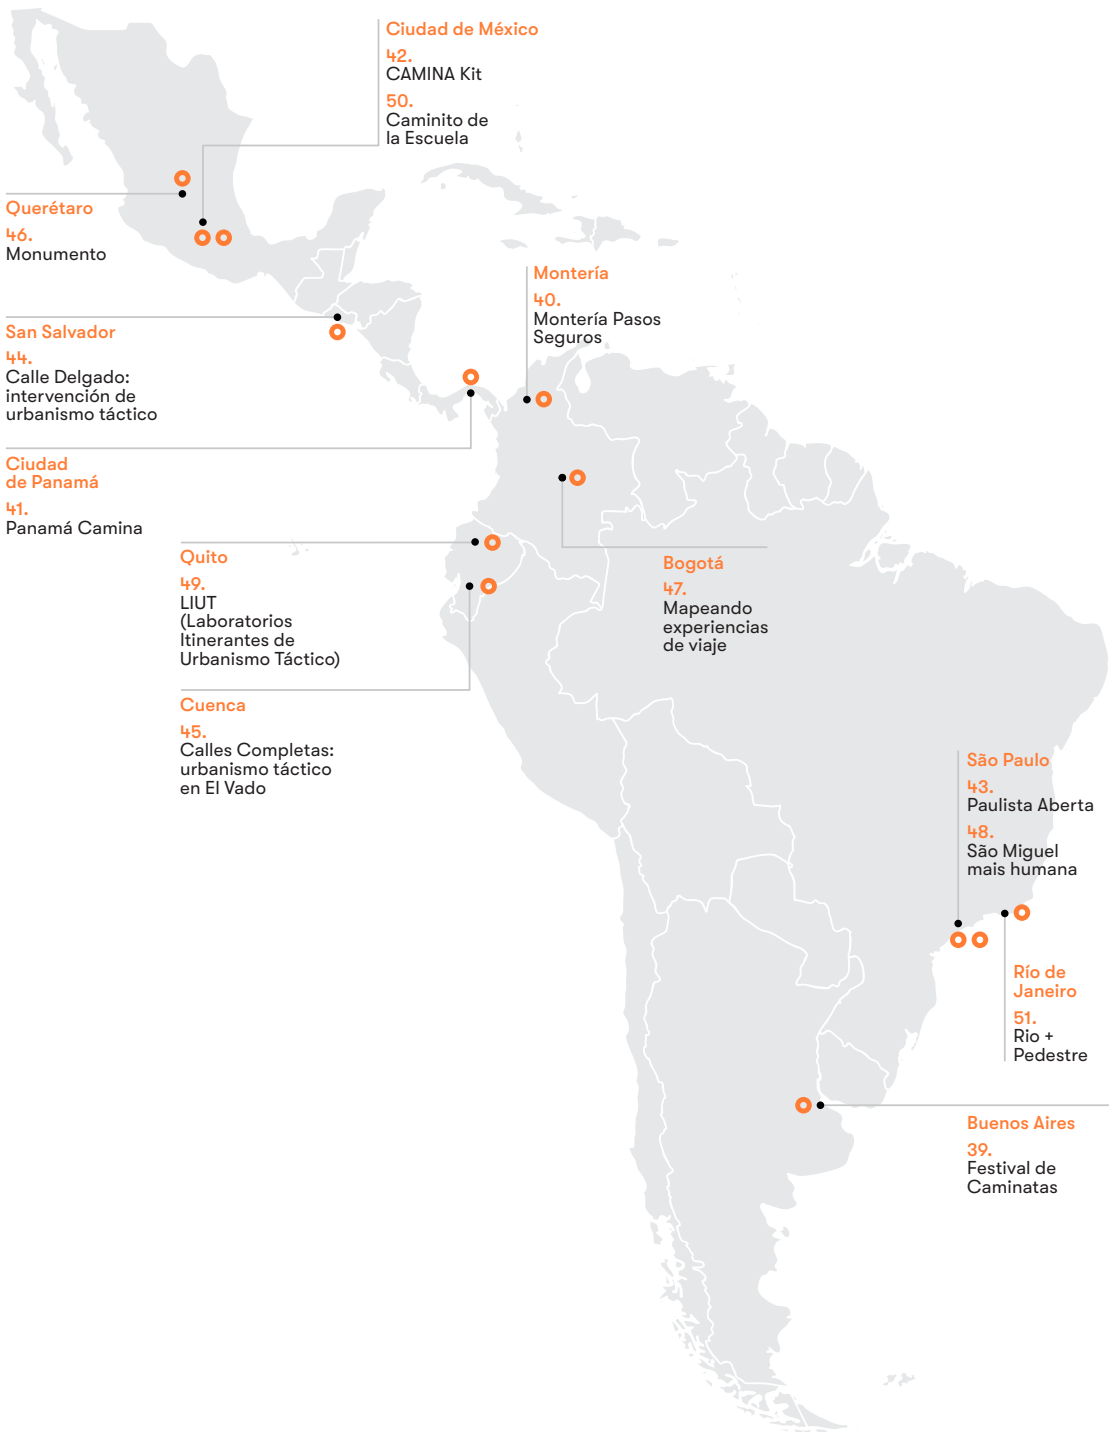 Ciudad de México
42.
CAMINA Kit
50.
Caminito de
la Escuela
Querétaro
46.
Monumento
Montería
40.
Montería Pasos
Seguros
San Salvador
44.
Calle Delgado:
intervención de
urbanismo táctico
Ciudad
de Panamá
41.
Panamá Camina
Quito
49.
LIUT
(Laboratorios
Itinerantes de
Urbanismo Táctico)
Bogotá
47.
Mapeando
experiencias
de viaje
Cuenca
45.
Calles Completas:
urbanismo táctico
en El Vado
São Paulo
43.
Paulista Aberta
48.
São Miguel
mais humana
Río de
Janeiro
51.
Rio +
Pedestre
Buenos Aires
39.
Festival de
Caminatas